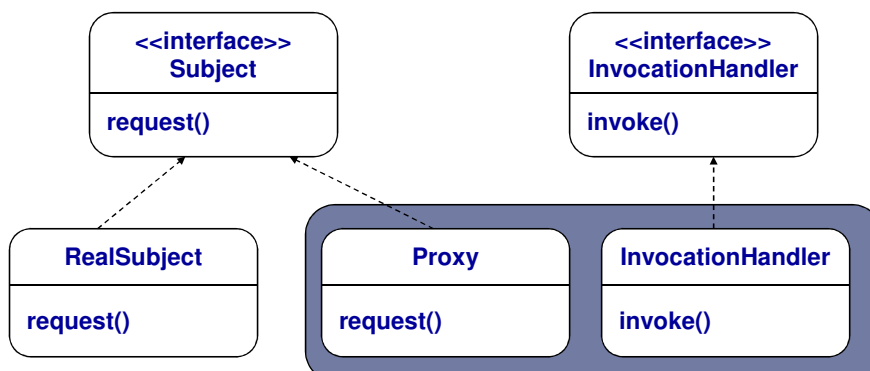 <<interface>>
Subject
request()
<<interface>>
InvocationHandler
invoke()
RealSubject
request()
Proxy
request()
InvocationHandler
invoke()